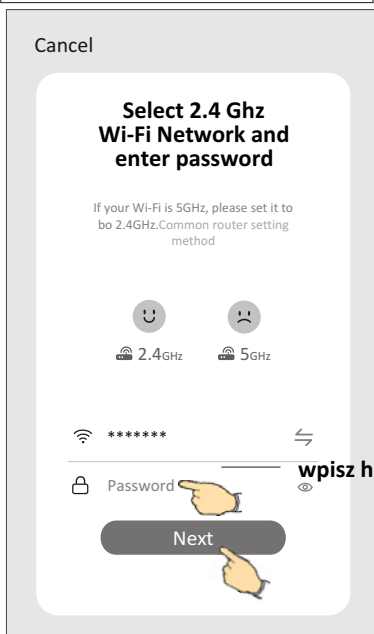 Cancel
Select 2.4 Ghz
Wi-Fi Network and
enter password
If your Wi-Fi is 5GHz, please set it to
bo 2.4GHz.Common router setting
method
2.4GHz 5GHz
*******
wpisz h
Password
Next